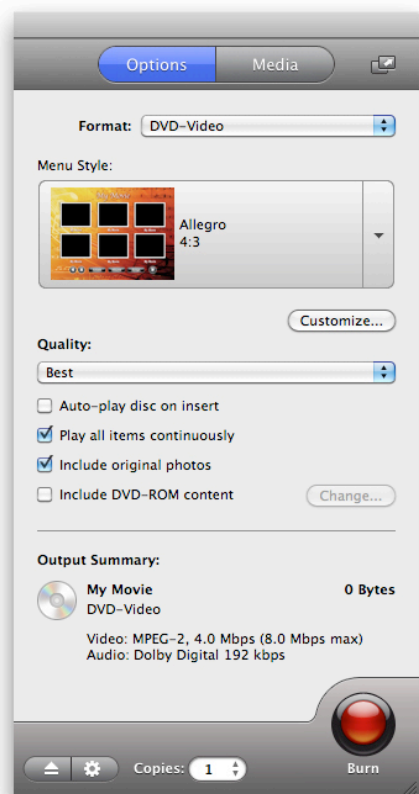 Options Media
Format: DVD-Video
Menu Style:
Allegro
4:3
Customize...
Quality:
Best
Auto-play disc on insert
Play all items continuously
Include original photos
Include DVD-ROM content Change...
Output Summary:
My Movie 0 Bytes
DVD-Video
Video: MPEG-2, 4.0 Mbps (8.0 Mbps max)
Audio: Dolby Digital 192 kbps
Copies: 1 Burn